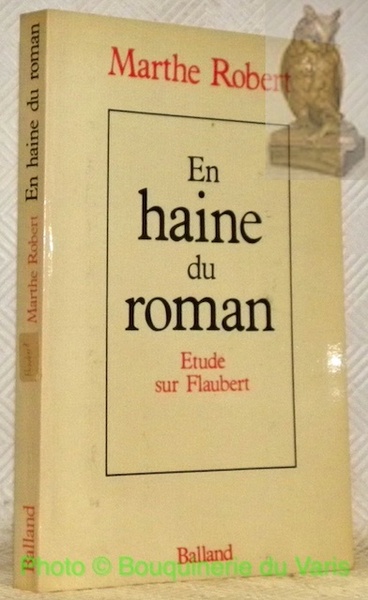 Marthe Robert
En
haine
du
roman
Etude
sur Flaubert
Balland
Balland Marthe Robert En haine du roman
Photo © Bouquinerie du Varis